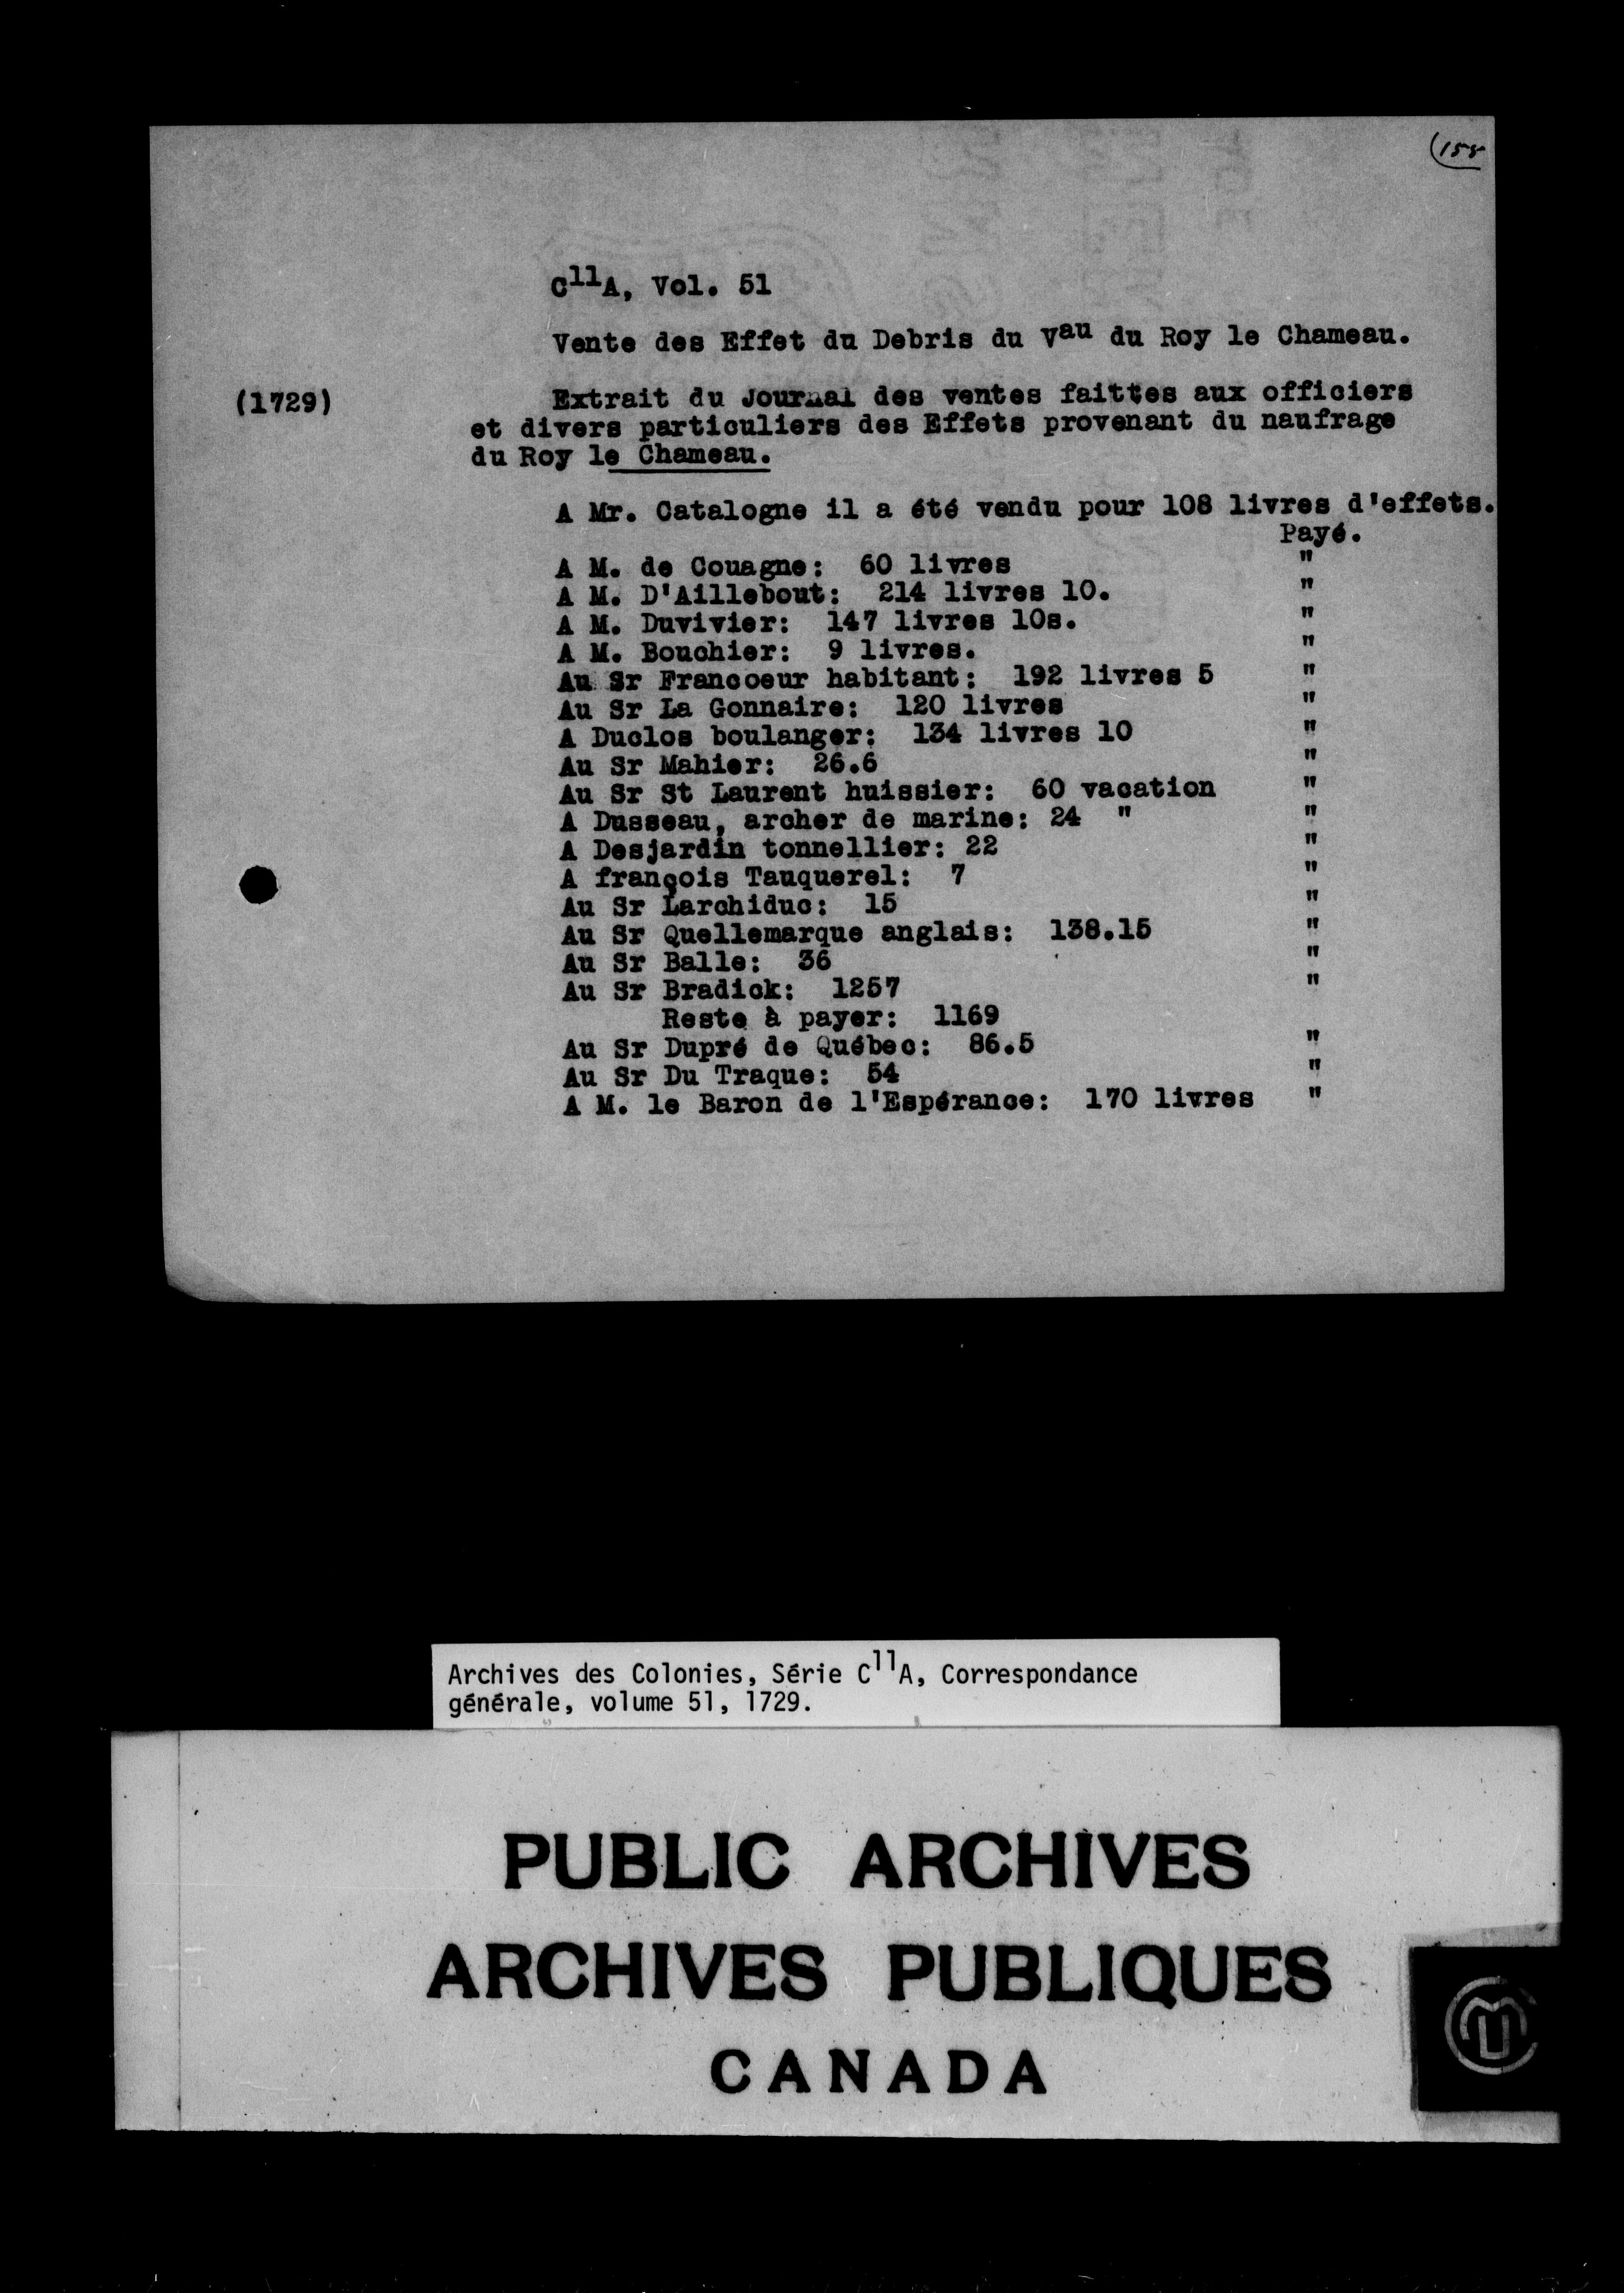 (158
C11A, Vol. 51
Vente des Effet du Debris du Vau du Roy le Chameau.
(1729) Extrait du Journal des ventes faittes aux officiers
et divers particuliers des Effets provenant du naufrage
du Roy le Chameau.
A Mr. Catalogne il a été vendu pour 108 livres d'effets.
Payé.
A M. de Couagne: 60 livres "
A M. D'Aillebout: 214 livres 10. "
A M. Duvivier: 147 livres 10s. "
A M. Bouchier: 9 livres. "
Au Sr Francoeur habitant: 192 livres 5 "
Au Sr La Gonnaire: 120 livres "
A Duclos boulanger: 134 livres 10 "
Au Sr Mahier: 26.6 "
Au Sr St Laurent huissier: 60 vacation "
A Dusseau, archer de marine: 24 " "
A Desjardin tonnellier: 22 "
A françois Tauquerel: 7 "
Au Sr Larchiduc: 15 "
Au Sr Quellemarque anglais: 138.15 "
Au Sr Balle: 36 "
Au Sr Bradick: 1257 "
Reste à payer: 1169
Au Sr Dupré de Québec: 86.5 "
Au Sr Du Traque: 54 "
A M. le Baron de l'Espérance: 170 livres "
Archives des Colonies, Série C11A, Correspondance
générale, volume 51, 1729.
PUBLIC ARCHIVES
ARCHIVES PUBLIQUES
CANADA